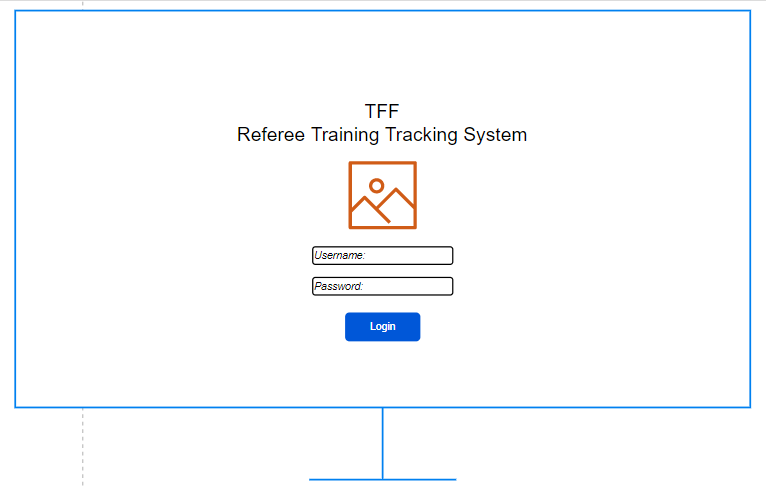 TFF
Referee Training Tracking System
Username:
Password:
Login